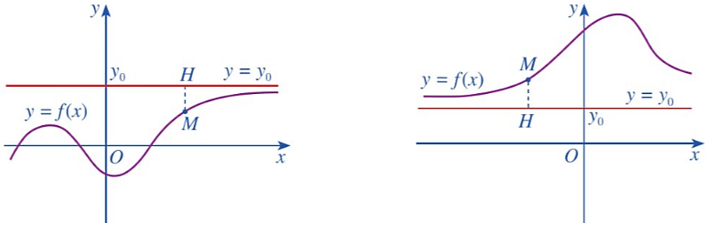 y
y₀
H
y = y₀
y = f(x)
M
O
x
y
M
y = f(x)
y = y₀
H
y₀
O
x